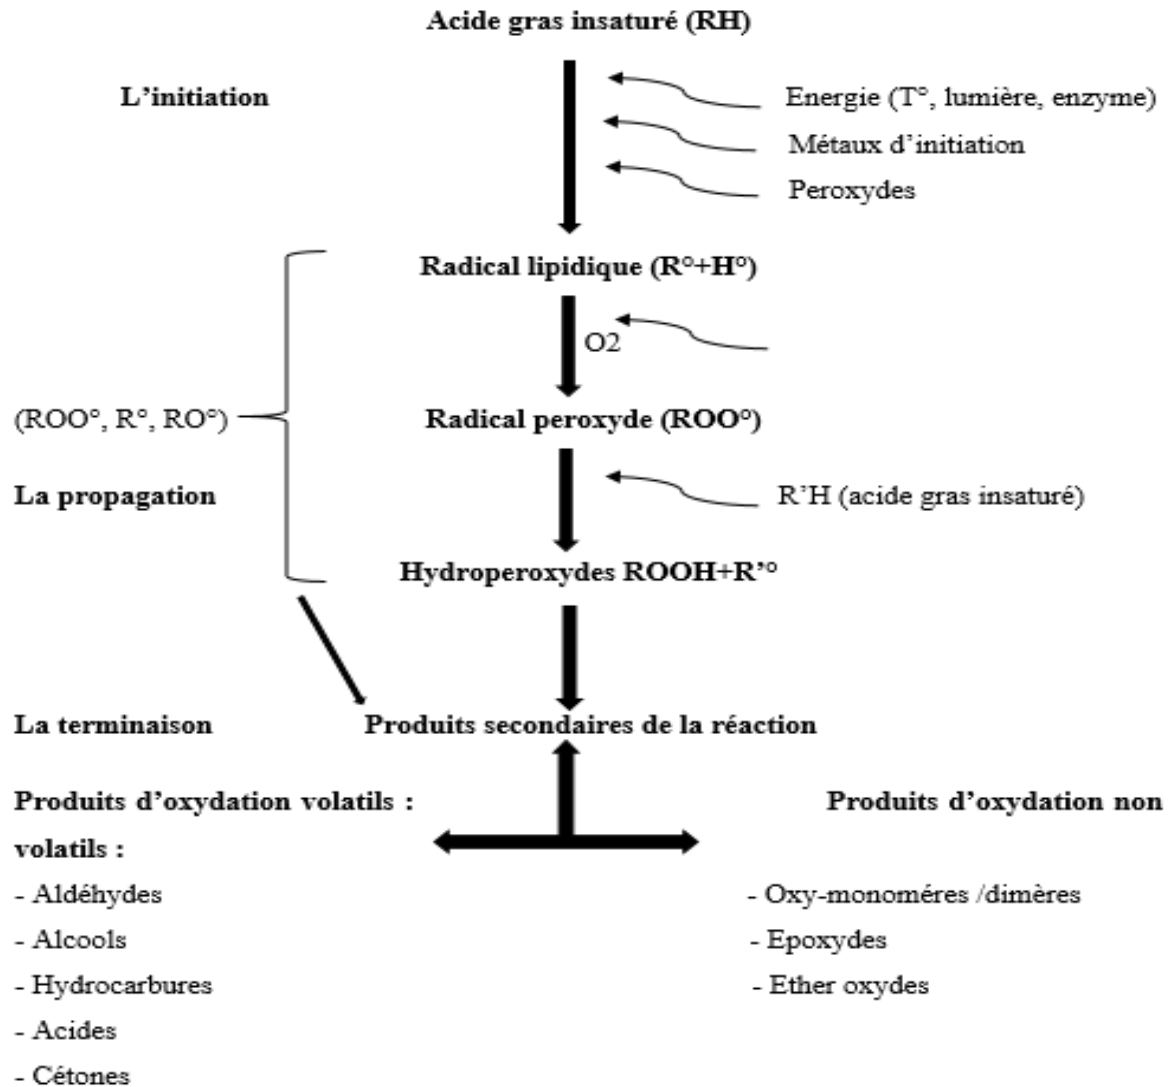 Acide gras insaturé (RH)
L'initiation
Energie (T°, lumière, enzyme)
Métaux d'initiation
Peroxydes
Radical lipidique (R°+H°)
O2
(ROO°, R°, RO°)
Radical peroxyde (ROO°)
La propagation
R'H (acide gras insaturé)
Hydroperoxydes ROOH+R'°
La terminaison
Produits secondaires de la réaction
Produits d'oxydation volatils :
Produits d'oxydation non
volatils :
- Aldéhydes
- Oxy-monoméres /dimères
- Alcools
- Epoxydes
- Hydrocarbures
- Ether oxydes
- Acides
- Cétones